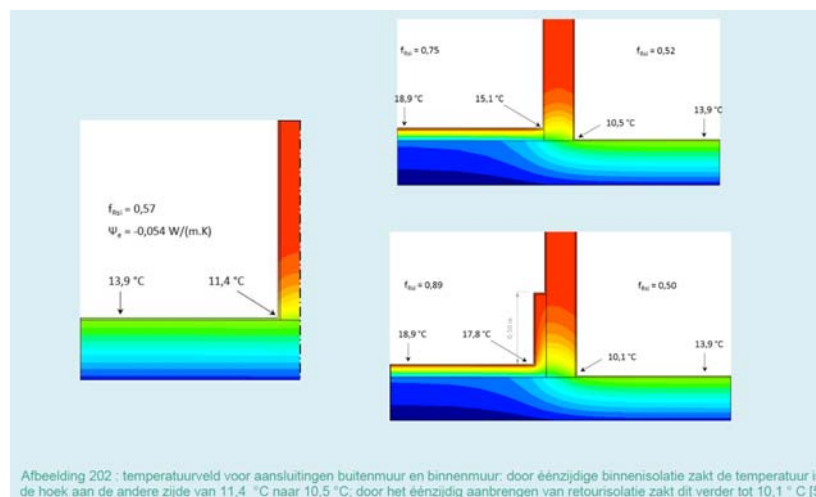 fRsi = 0,75
fRsi = 0,52
18,9 °C
15,1 °C
10,5 °C
13,9 °C
fRsi = 0,57
Ψe = -0,054 W/(m.K)
13,9 °C
11,4 °C
fRsi = 0,89
fRsi = 0,50
0,50 m
18,9 °C
17,8 °C
10,1 °C
13,9 °C
Afbeelding 202 : temperatuurveld voor aansluitingen buitenmuur en binnenmuur: door éénzijdige binnenisolatie zakt de temperatuur i
de hoek aan de andere zijde van 11,4 °C naar 10,5 °C; door het éénzijdig aanbrengen van retourisolatie zakt dit verder tot 10,1 ° C [5